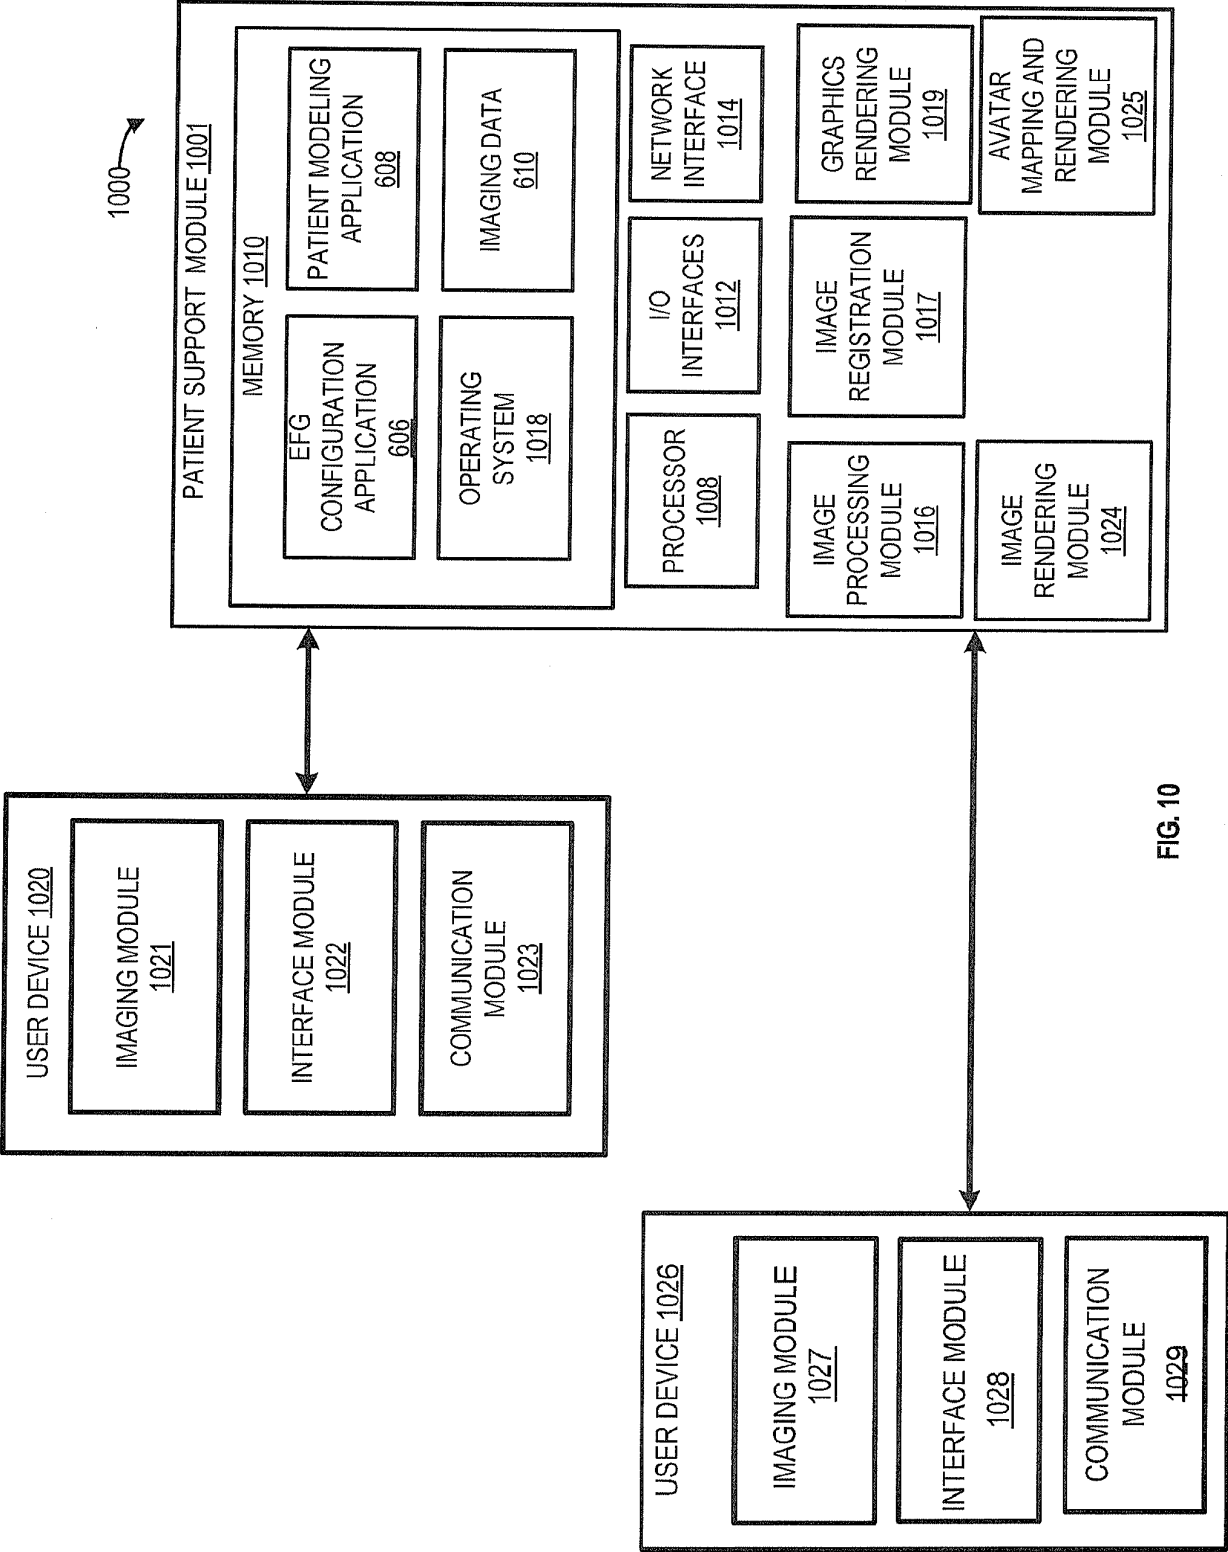 1000
PATIENT SUPPORT MODULE 1001
MEMORY 1010
EFG
CONFIGURATION
APPLICATION
606
PATIENT MODELING
APPLICATION
608
OPERATING
SYSTEM
1018
IMAGING DATA
610
PROCESSOR
1008
I/O
INTERFACES
1012
NETWORK
INTERFACE
1014
IMAGE
PROCESSING
MODULE
1016
IMAGE
REGISTRATION
MODULE
1017
GRAPHICS
RENDERING
MODULE
1019
IMAGE
RENDERING
MODULE
1024
AVATAR
MAPPING AND
RENDERING
MODULE
1025
USER DEVICE 1020
IMAGING MODULE
1021
INTERFACE MODULE
1022
COMMUNICATION
MODULE
1023
USER DEVICE 1026
IMAGING MODULE
1027
INTERFACE MODULE
1028
COMMUNICATION
MODULE
1029
FIG. 10